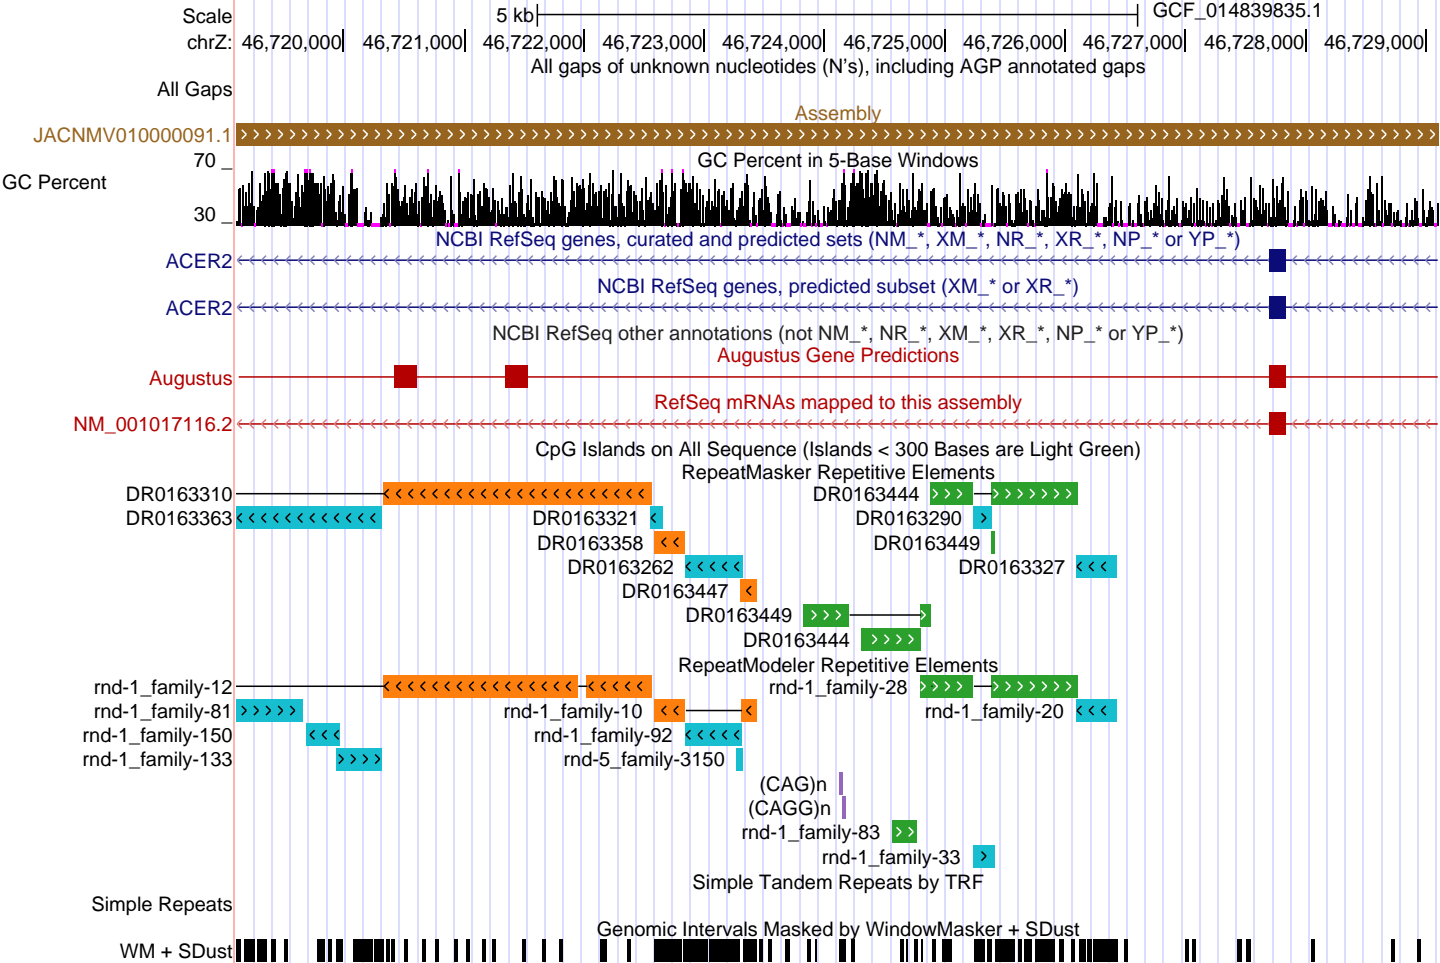 Scale 5 kb GCF_014839835.1
chrZ: 46,720,000 46,721,000 46,722,000 46,723,000 46,724,000 46,725,000 46,726,000 46,727,000 46,728,000 46,729,000
All gaps of unknown nucleotides (N's), including AGP annotated gaps
All Gaps
Assembly
JACNMV010000091.1
70 GC Percent in 5-Base Windows
GC Percent
30
NCBI RefSeq genes, curated and predicted sets (NM_*, XM_*, NR_*, XR_*, NP_* or YP_*)
ACER2
NCBI RefSeq genes, predicted subset (XM_* or XR_*)
ACER2
NCBI RefSeq other annotations (not NM_*, NR_*, XM_*, XR_*, NP_* or YP_*)
Augustus Gene Predictions
Augustus
RefSeq mRNAs mapped to this assembly
NM_001017116.2
CpG Islands on All Sequence (Islands < 300 Bases are Light Green)
RepeatMasker Repetitive Elements
DR0163310 DR0163444
DR0163363 DR0163321 DR0163290
DR0163358 DR0163449
DR0163262 DR0163327
DR0163447
DR0163449
DR0163444
RepeatModeler Repetitive Elements
rnd-1_family-12 rnd-1_family-28
rnd-1_family-81 rnd-1_family-10 rnd-1_family-20
rnd-1_family-150 rnd-1_family-92
rnd-1_family-133 rnd-5_family-3150
(CAG)n
(CAGG)n
rnd-1_family-83
rnd-1_family-33
Simple Tandem Repeats by TRF
Simple Repeats
Genomic Intervals Masked by WindowMasker + SDust
WM + SDust